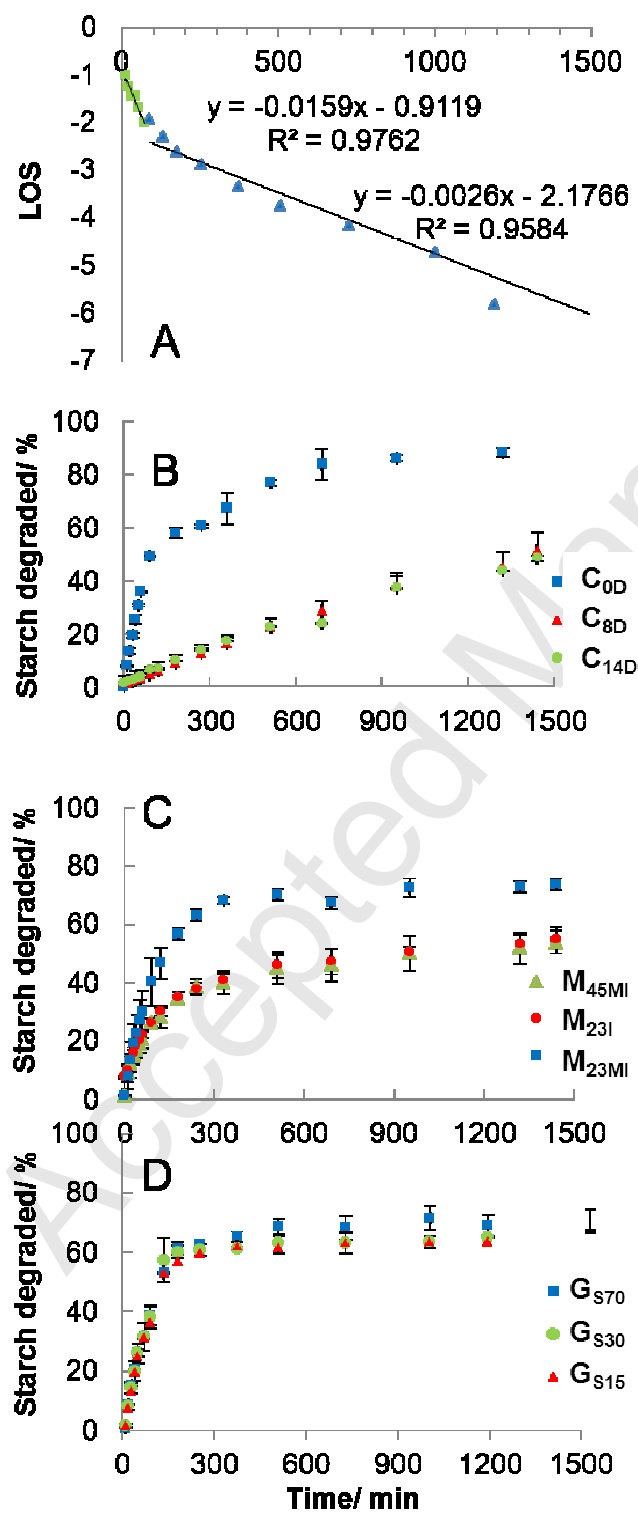 0
0 500 1000 1500
-1
y = -0.0159x - 0.9119
-2
R² = 0.9762
-3
LOS
y = -0.0026x - 2.1766
-4
R² = 0.9584
-5
-6
A
-7
100
B
80
60
Starch degraded/ %
C0D
40
C8D
20
C14D
0
0 300 600 900 1200 1500
100
C
80
60
Starch degraded/ %
M45MI
40
M23I
20
M23MI
0
0 300 600 900 1200 1500
100
D
80
60
Starch degraded/ %
GS70
40
GS30
20
GS15
0
0 300 600 900 1200 1500
Time/ min
Accepted Man